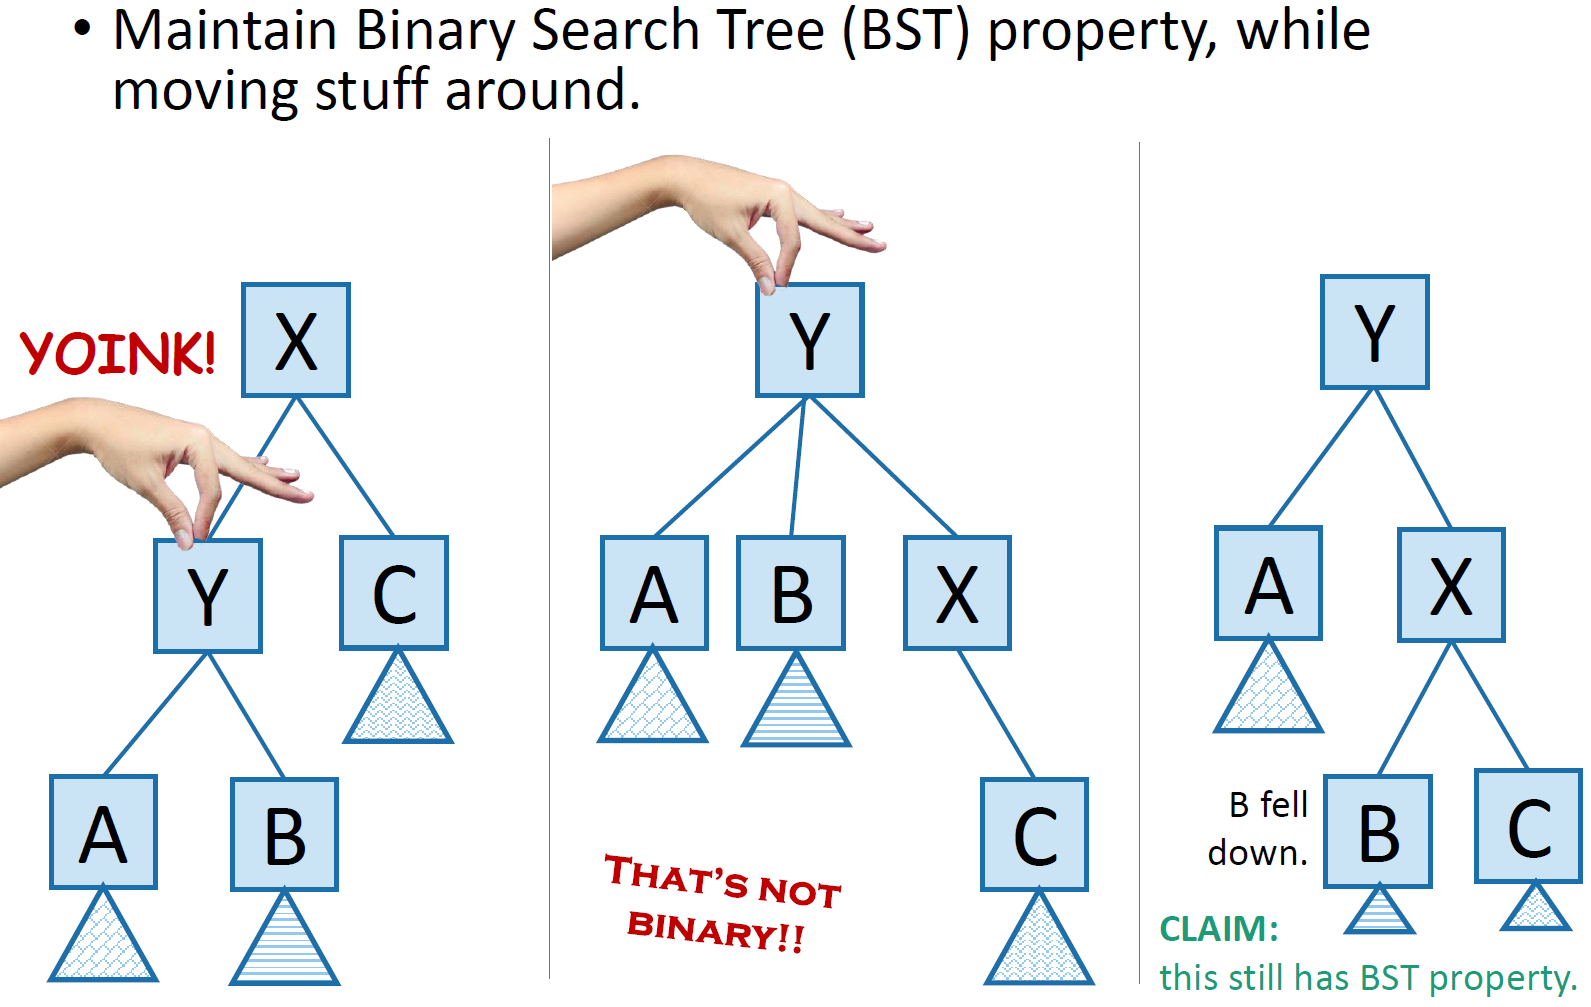 • Maintain Binary Search Tree (BST) property, while
moving stuff around.
YOINK!
X
Y
C
A
B
Y
A
B
X
C
THAT'S NOT
BINARY!!
Y
A
X
B fell
down.
B
C
CLAIM:
this still has BST property.